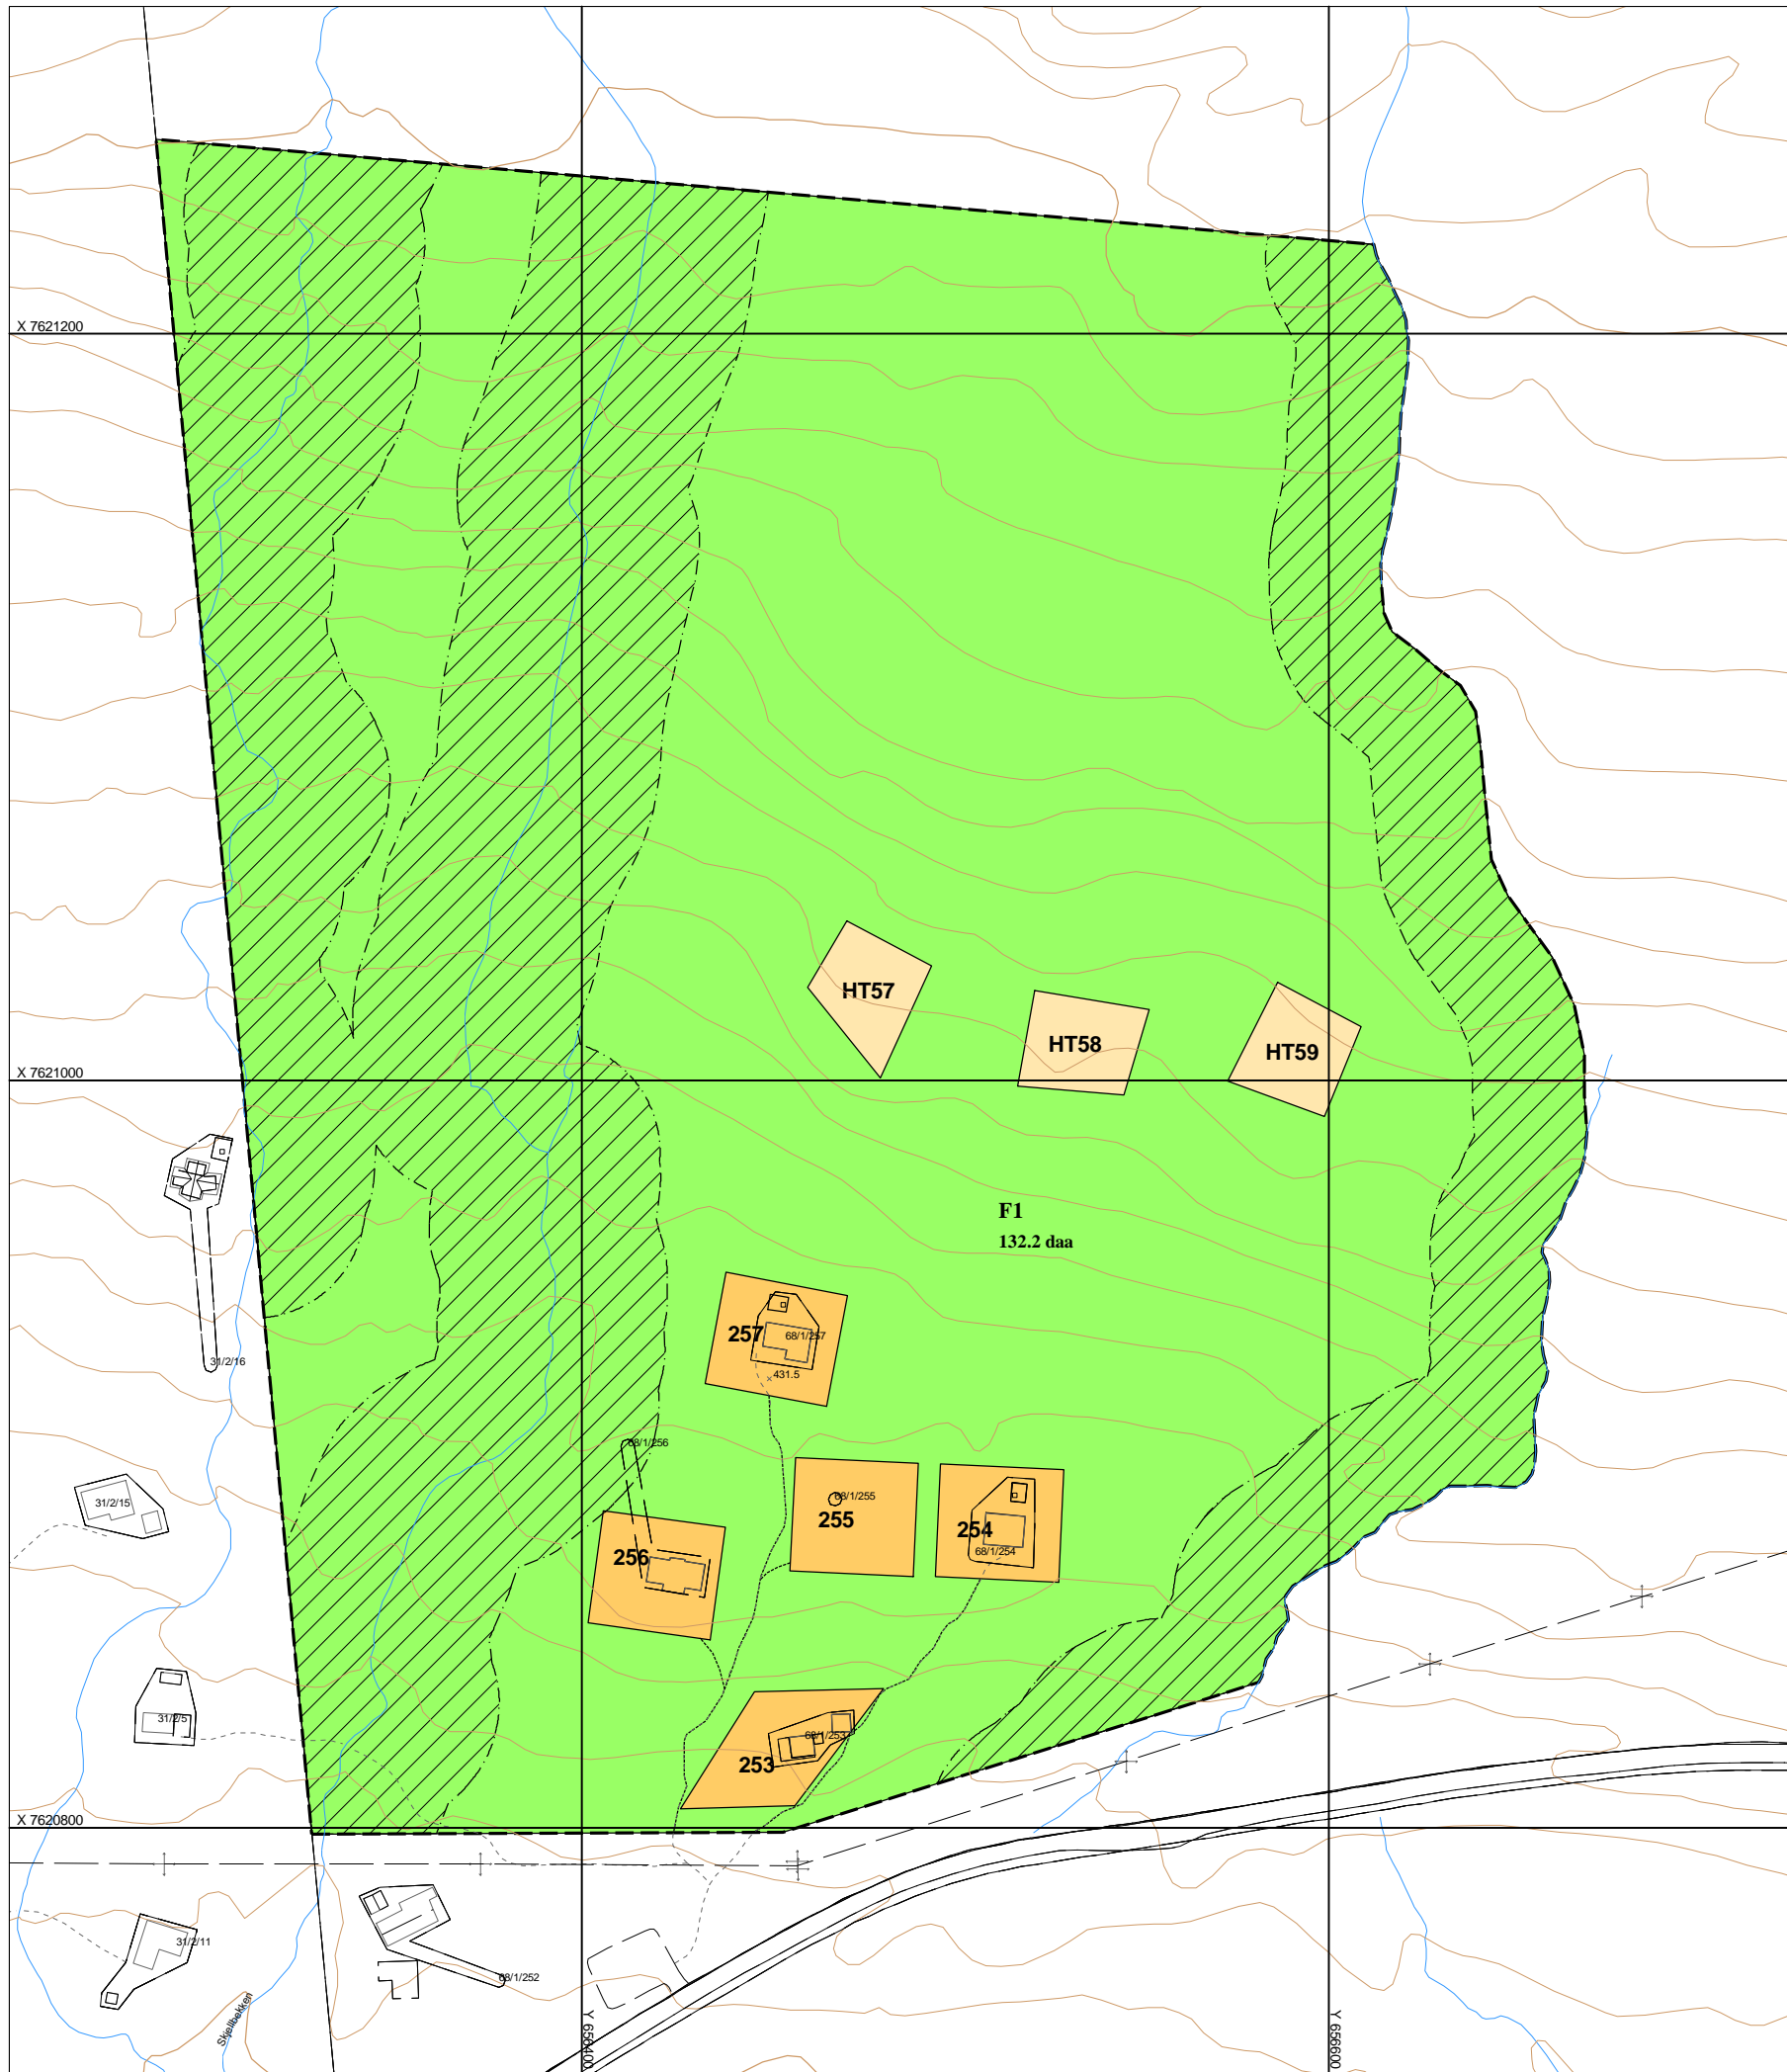 X 7621200
HT57
HT58
HT59
X 7621000
F1
132.2 daa
257
68/1/257
31/2/16
431.5
68/1/256
68/1/255
31/2/15
255
254
68/1/254
256
31/2/5
68/1/253
253
X 7620800
31/2/11
68/1/252
Skjellbekken
Y 656400
Y 656600